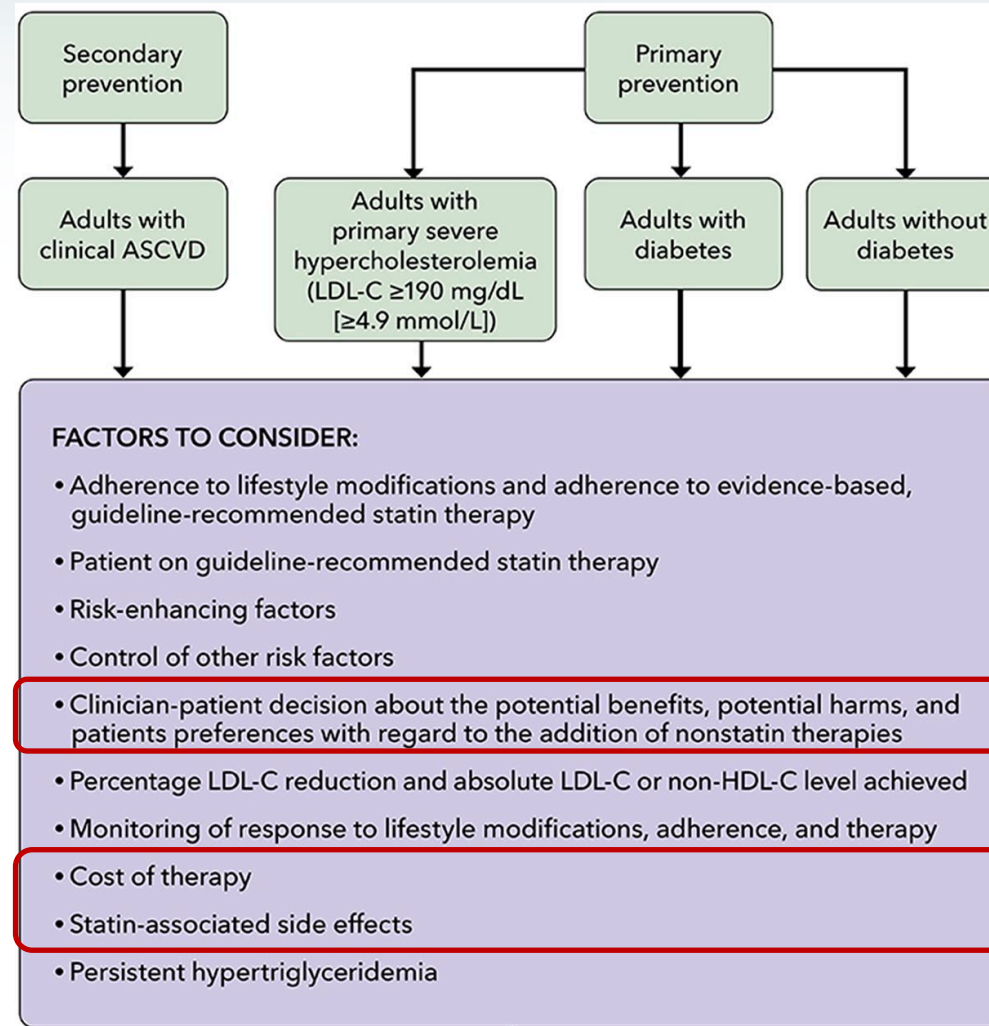 Secondary
prevention
Primary
prevention
Adults with
clinical ASCVD
Adults with
primary severe
hypercholesterolemia
(LDL-C ≥190 mg/dL
[≥4.9 mmol/L])
Adults with
diabetes
Adults without
diabetes
FACTORS TO CONSIDER:
• Adherence to lifestyle modifications and adherence to evidence-based,
guideline-recommended statin therapy
• Patient on guideline-recommended statin therapy
• Risk-enhancing factors
• Control of other risk factors
• Clinician-patient decision about the potential benefits, potential harms, and
patients preferences with regard to the addition of nonstatin therapies
• Percentage LDL-C reduction and absolute LDL-C or non-HDL-C level achieved
• Monitoring of response to lifestyle modifications, adherence, and therapy
• Cost of therapy
• Statin-associated side effects
• Persistent hypertriglyceridemia